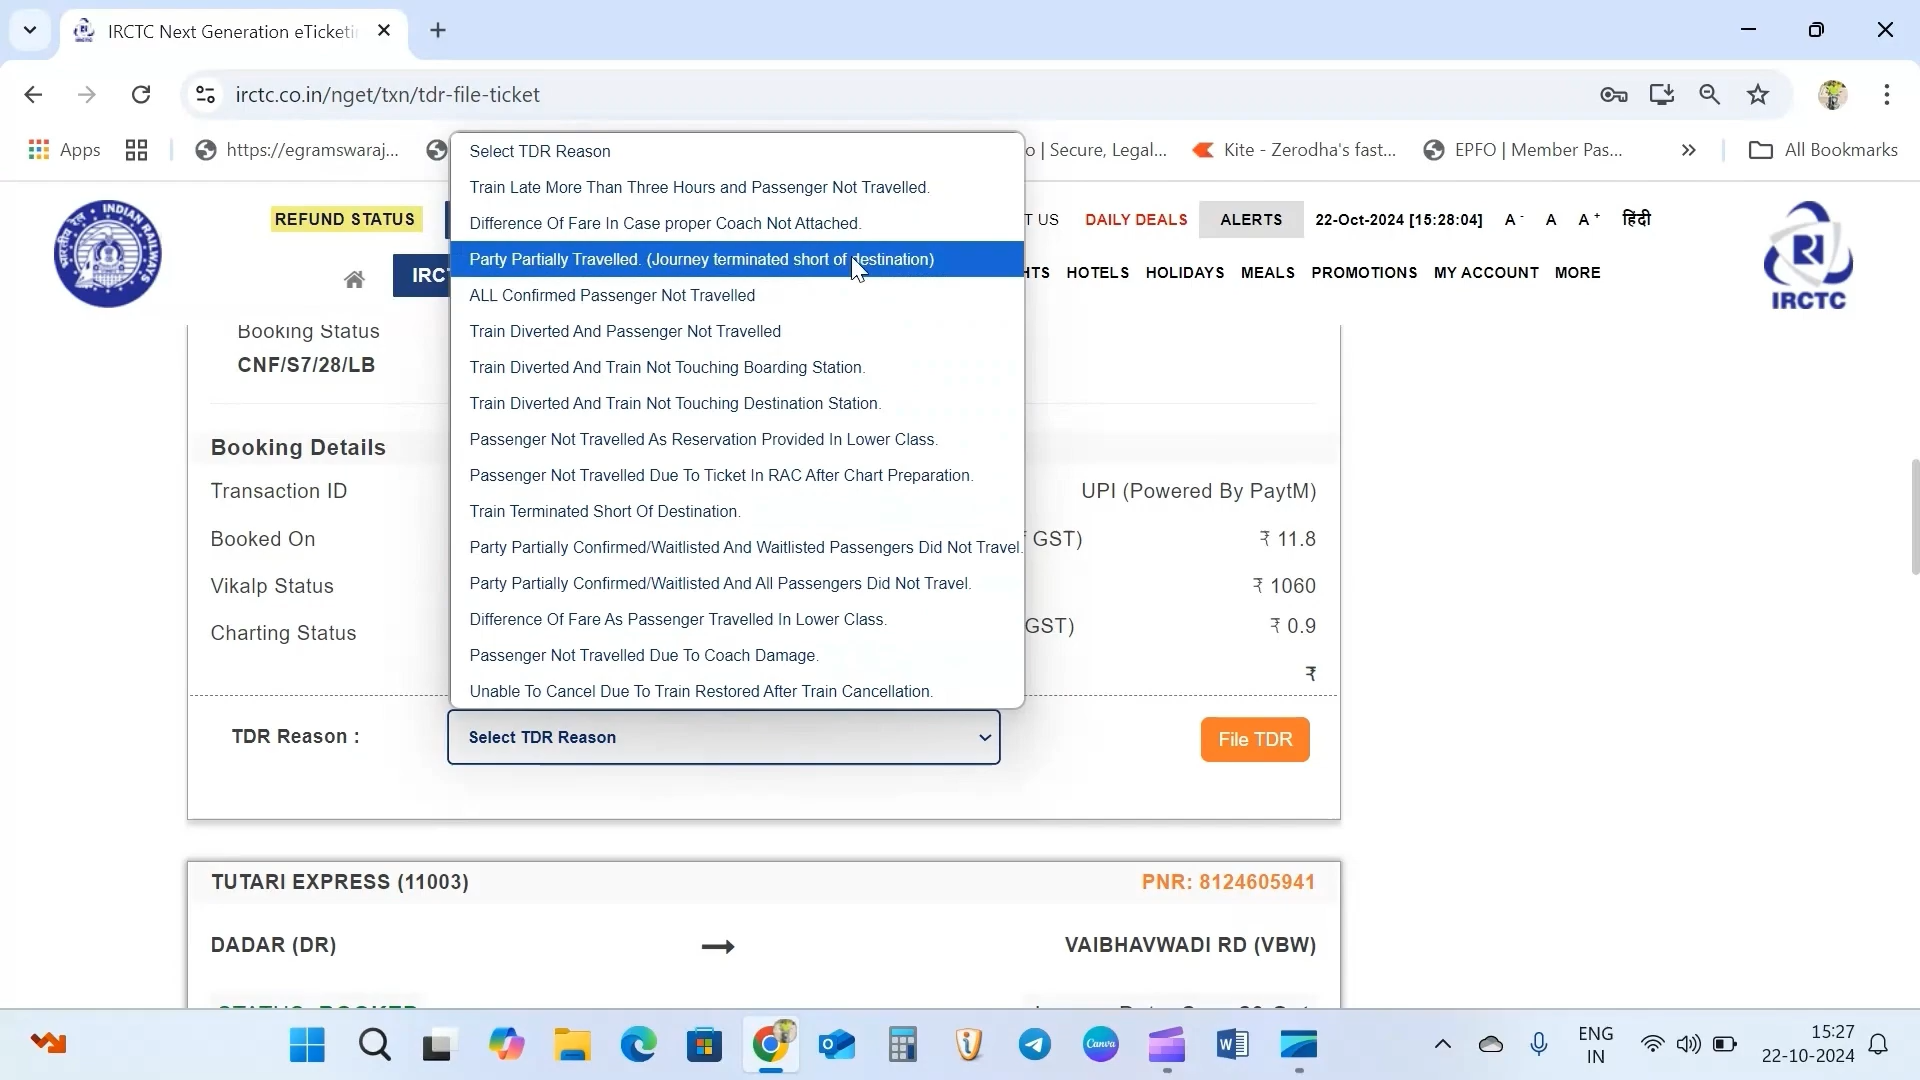 IRCTC Next Generation eTicketi
irctc.co.in/nget/txn/tdr-file-ticket
Apps
https://egramswaraj...
o | Secure, Legal...
Kite - Zerodha's fast...
EPFO | Member Pas...
All Bookmarks
INDIAN
RAILWAYS
REFUND STATUS
T US
DAILY DEALS
ALERTS
22-Oct-2024 [15:28:04]
A-
A
A+
हिंदी
IRCTC
IRCT
HTS
HOTELS
HOLIDAYS
MEALS
PROMOTIONS
MY ACCOUNT
MORE
Select TDR Reason
Train Late More Than Three Hours and Passenger Not Travelled.
Difference Of Fare In Case proper Coach Not Attached.
Party Partially Travelled. (Journey terminated short of destination)
ALL Confirmed Passenger Not Travelled
Train Diverted And Passenger Not Travelled
Train Diverted And Train Not Touching Boarding Station.
Train Diverted And Train Not Touching Destination Station.
Passenger Not Travelled As Reservation Provided In Lower Class.
Passenger Not Travelled Due To Ticket In RAC After Chart Preparation.
Train Terminated Short Of Destination.
Party Partially Confirmed/Waitlisted And Waitlisted Passengers Did Not Travel.
Party Partially Confirmed/Waitlisted And All Passengers Did Not Travel.
Difference Of Fare As Passenger Travelled In Lower Class.
Passenger Not Travelled Due To Coach Damage.
Unable To Cancel Due To Train Restored After Train Cancellation.
Booking Status
CNF/S7/28/LB
Booking Details
Transaction ID
UPI (Powered By PaytM)
Booked On
GST)
₹ 11.8
Vikalp Status
₹ 1060
Charting Status
GST)
₹ 0.9
₹
TDR Reason :
Select TDR Reason
File TDR
TUTARI EXPRESS (11003)
PNR: 8124605941
DADAR (DR)
VAIBHAVWADI RD (VBW)
Canva
ENG
IN
15:27
22-10-2024